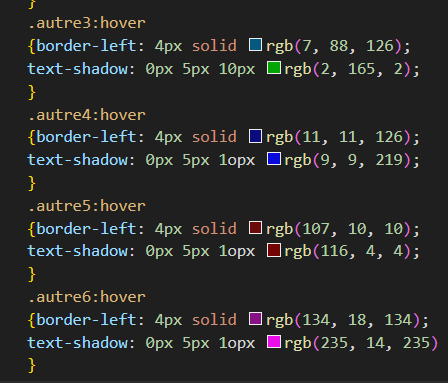 }
.autre3:hover
{border-left: 4px solid rgb(7, 88, 126);
text-shadow: 0px 5px 10px rgb(2, 165, 2);
}
.autre4:hover
{border-left: 4px solid rgb(11, 11, 126);
text-shadow: 0px 5px 1opx rgb(9, 9, 219);
}
.autre5:hover
{border-left: 4px solid rgb(107, 10, 10);
text-shadow: 0px 5px 1opx rgb(116, 4, 4);
}
.autre6:hover
{border-left: 4px solid rgb(134, 18, 134);
text-shadow: 0px 5px 1opx rgb(235, 14, 235)
}